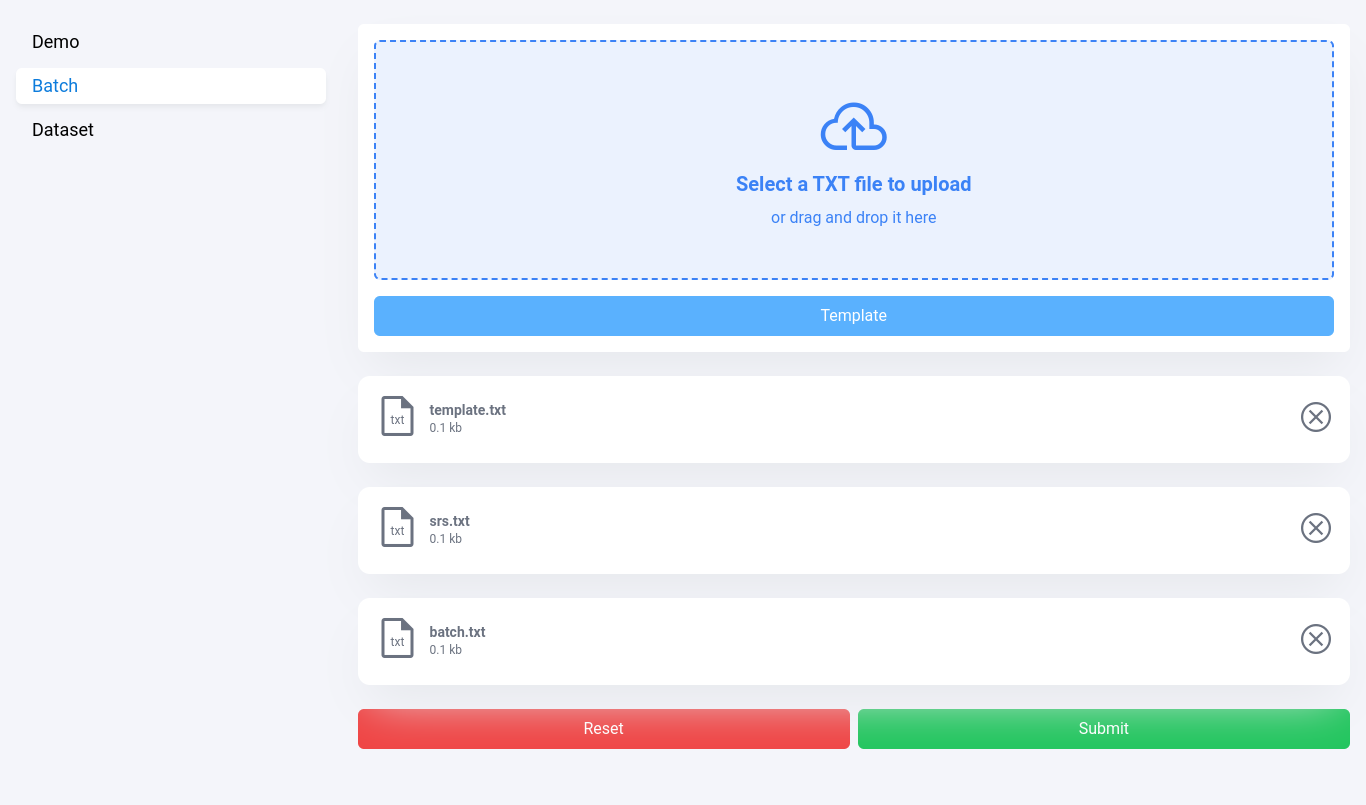 Demo
Batch
Dataset
Select a TXT file to upload
or drag and drop it here
Template
txt
template.txt
0.1 kb
txt
srs.txt
0.1 kb
txt
batch.txt
0.1 kb
Reset
Submit